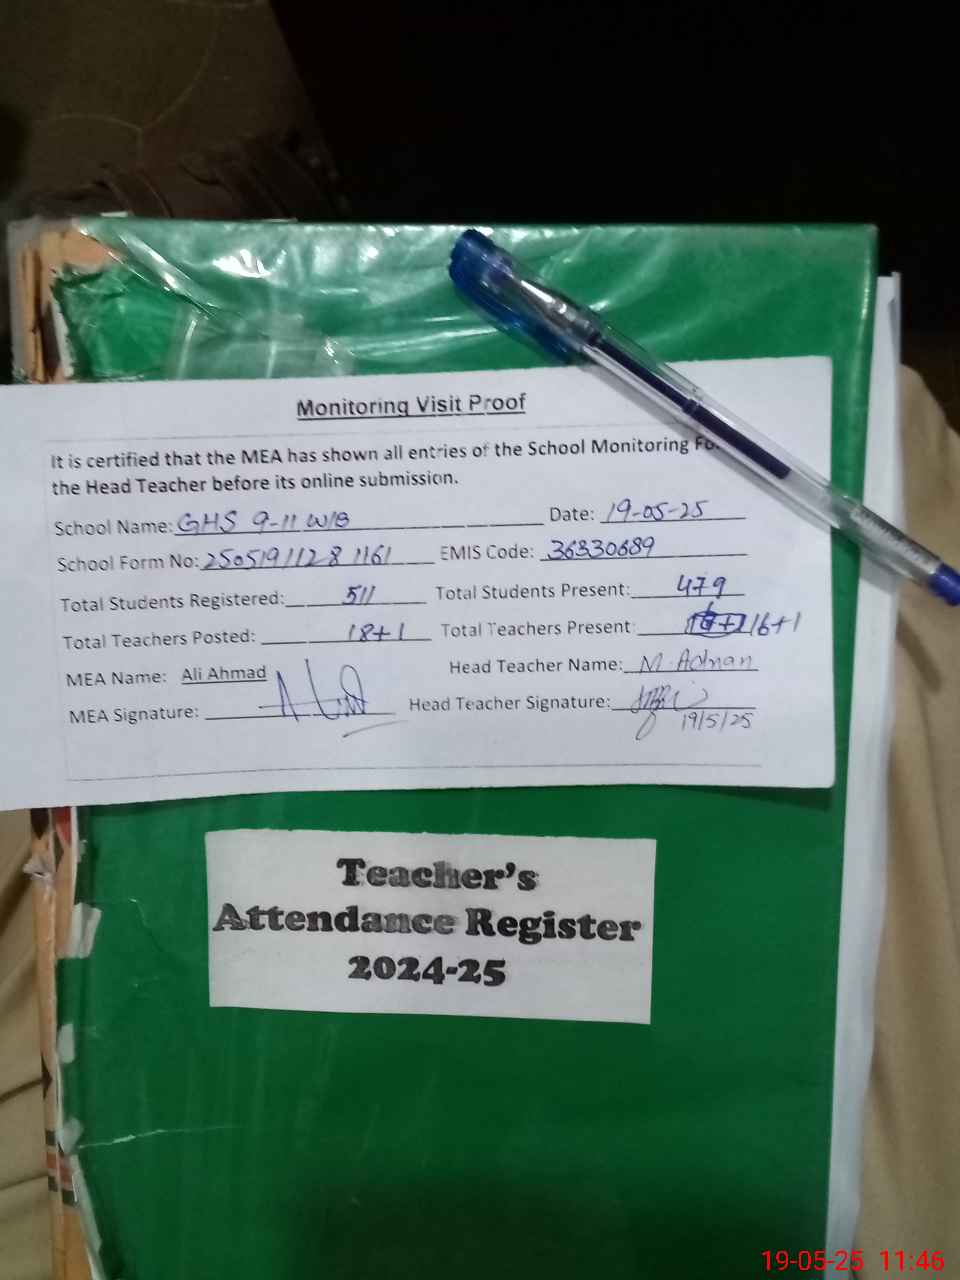 Monitoring Visit Proof
It is certified that the MEA has shown all entries of the School Monitoring
the Head Teacher before its online submission.
School Name: GHS 9-11 W/B Date: 19-05-25
School Form No: 25051911281161 EMIS Code: 36330689
Total Students Registered: 511 Total Students Present: 479
Total Teachers Posted: 18+1 Total Teachers Present: 16+1
MEA Name: Ali Ahmad Head Teacher Name: M. Adnan
MEA Signature: Head Teacher Signature:
19/5/25
Teacher's
Attendance Register
2024-25
19-05-25 11:46